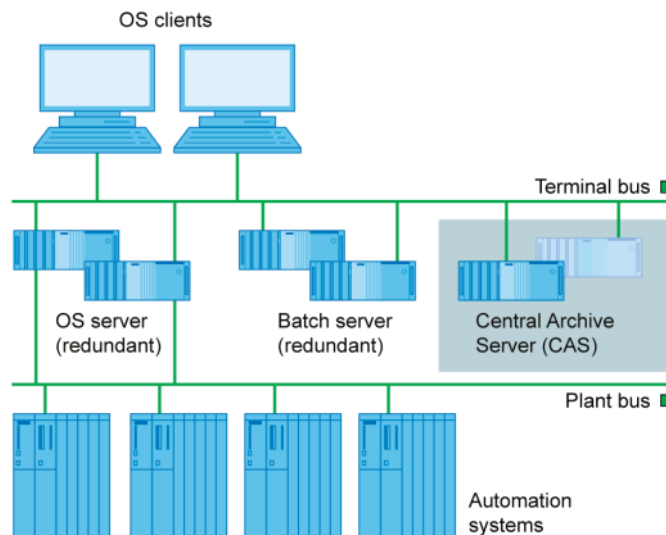 OS clients
Terminal bus
OS server
(redundant)
Batch server
(redundant)
Central Archive
Server (CAS)
Plant bus
Automation
systems